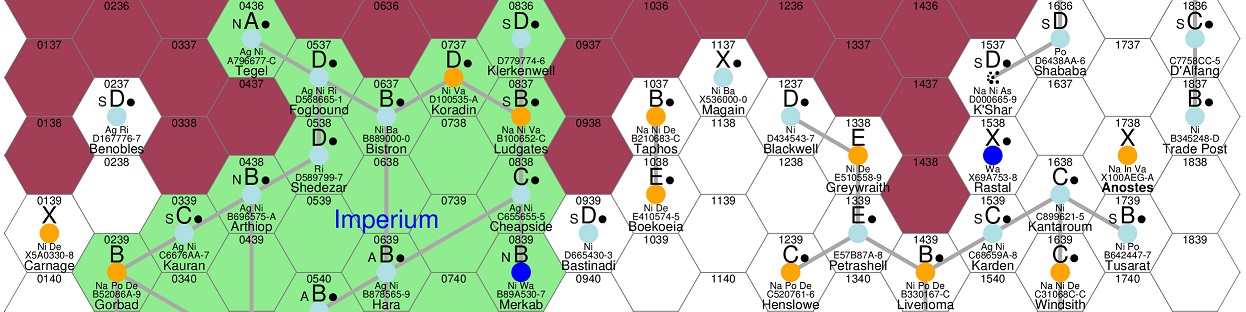 0236
0436
N A
Ag Ni
A796677-C
Tegel
0636
0836
S D
D779774-6
Klerkenwell
1036
1236
1436
1636
S D
Po
D6438AA-6
Shababa
1836
S C
C7758CC-5
D'Alfang
0137
0337
0537
D
Ag Ni Ri
D568665-1
Fogbound
0737
D
Ni Va
D100535-A
Koradin
0937
1137
X
Ni Ba
X536000-0
Magain
1337
1537
S D
Na Ni As
D000665-9
K'Shar
1737
0237
S D
Ag Ri
D167776-7
Benobles
0437
0637
B
Ni Ba
B889000-0
Bistron
0837
S B
Na Ni Va
B100652-C
Ludgates
1037
B
Na Ni De
B210683-C
Taphos
1237
D
Ni
D434543-7
Blackwell
1437
1637
1837
B
Ni
B345248-D
Trade Post
0138
0338
0538
D
Ri
D589799-7
Shedezar
0738
0938
1138
1338
E
Ni De
E510558-9
Greywraith
1538
X
Wa
X69A753-8
Rastal
1738
X
Na In Va
X100AEG-A
Anostes
0238
0438
N B
Ag Ni
B696575-A
Arthiop
0638
0838
C
Ag Ni
C655655-5
Cheapside
1038
E
Ni De
E410574-5
Boekoeia
1238
1438
1638
C
Ni
C899621-5
Kantaroum
1838
Imperium
0139
X
Ni De
X5A0330-8
Carnage
0339
S C
Ag Ni
C6676AA-7
Kauran
0539
0739
0939
S D
Ni De
D665430-3
Bastinadi
1139
1339
E
E57B87A-8
Petrashell
1539
S C
Ag Ni
C68659A-8
Karden
1739
S B
Ni Po
B642447-7
Tusarat
0239
B
Na Po De
B52086A-9
Gorbad
0439
0639
A B
Ag Ni
B878565-9
Hara
0839
N B
Ni Wa
B89A530-7
Merkab
1039
1239
C
Na Po De
C520761-6
Henslowe
1439
B
Ni Po De
B330167-C
Livenoma
1639
C
Na Ni De
C31068C-C
Windsith
1839
0140
0340
0540
A B
0740
0940
1140
1340
1540
1740